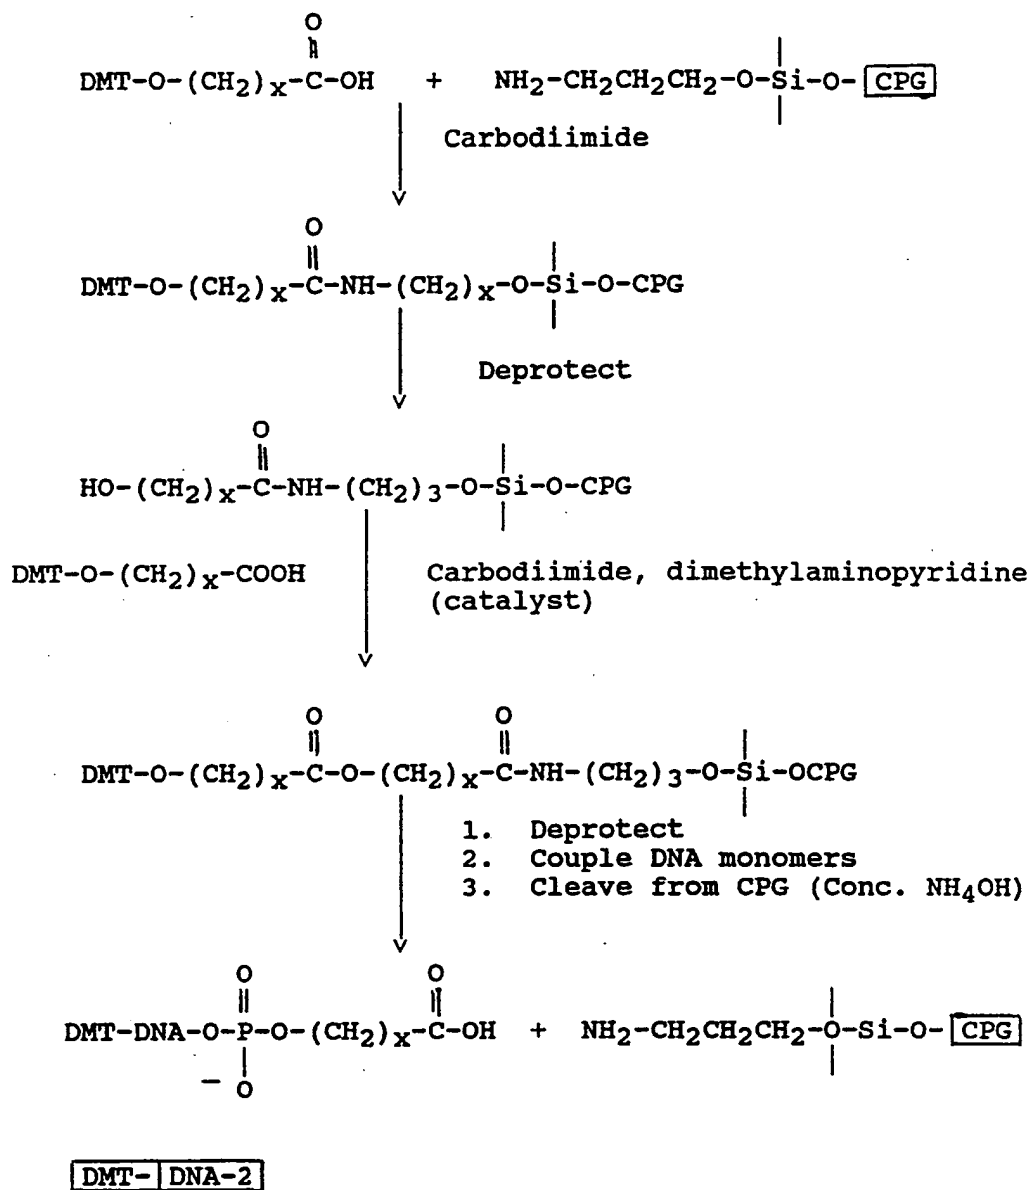 O
||
DMT-O-(CH2)x-C-OH + NH2-CH2CH2CH2-O-Si-O-CPG
Carbodiimide
O
||
DMT-O-(CH2)x-C-NH-(CH2)x-O-Si-O-CPG
Deprotect
O
||
HO-(CH2)x-C-NH-(CH2)3-O-Si-O-CPG
DMT-O-(CH2)x-COOH Carbodiimide, dimethylaminopyridine
(catalyst)
O O
|| ||
DMT-O-(CH2)x-C-O-(CH2)x-C-NH-(CH2)3-O-Si-OCPG
1. Deprotect
2. Couple DNA monomers
3. Cleave from CPG (Conc. NH4OH)
O O
|| ||
DMT-DNA-O-P-O-(CH2)x-C-OH + NH2-CH2CH2CH2-O-Si-O-CPG
- O
DMT- DNA-2